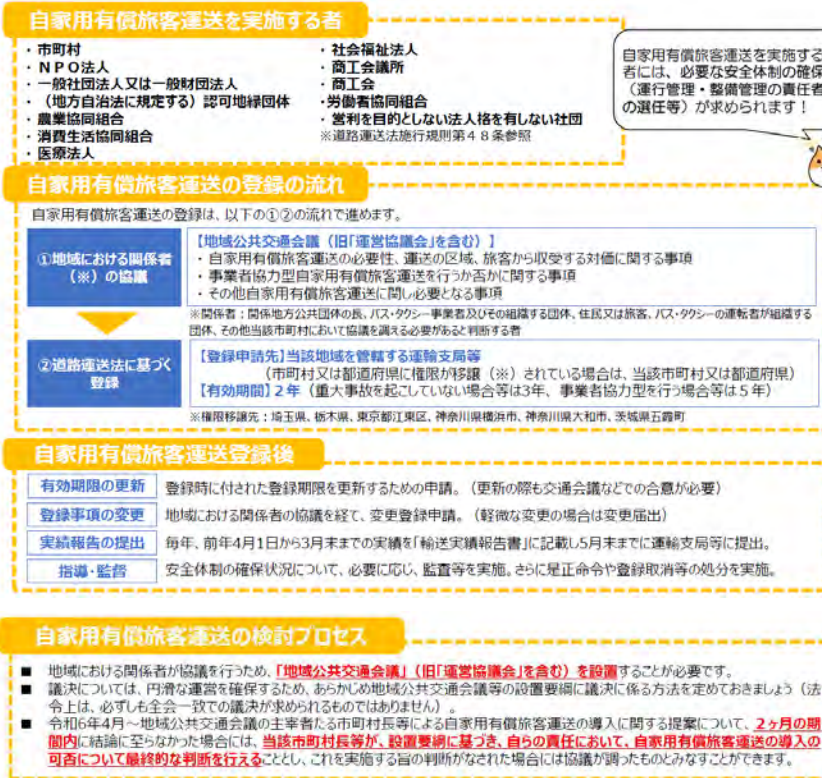 自家用有償旅客運送を実施する者
・ 市町村
・ NPO法人
・ 一般社団法人又は一般財団法人
・ (地方自治法に規定する) 認可地縁団体
・ 農業協同組合
・ 消費生活協同組合
・ 医療法人
・ 社会福祉法人
・ 商工会議所
・ 商工会
・労働者協同組合
・ 営利を目的としない法人格を有しない社団
※道路運送法施行規則第48条参照
自家用有償旅客運送を実施する
者には、必要な安全体制の確保
(運行管理・整備管理の責任者
の選任等) が求められます!
自家用有償旅客運送の登録の流れ
自家用有償旅客運送の登録は、以下の①②の流れで進めます。
①地域における関係者
(※) の協議
【地域公共交通会議 (旧「運営協議会」を含む) 】
・ 自家用有償旅客運送の必要性、運送の区域、旅客から収受する対価に関する事項
・ 事業者協力型自家用有償旅客運送を行うか否かに関する事項
・ その他自家用有償旅客運送に関し必要となる事項
※関係者:関係地方公共団体の長、バス・タクシー事業者及びその組織する団体、住民又は旅客、バス・タクシーの運転者が組織する
団体、その他当該市町村において協議を調える必要があると判断する者
②道路運送法に基づく
登録
【登録申請先】当該地域を管轄する運輸支局等
(市町村又は都道府県に権限が移譲 (※) されている場合は、当該市町村又は都道府県)
【有効期間】2年 (重大事故を起こしていない場合等は3年、事業者協力型を行う場合等は5年)
※権限移譲先:埼玉県、栃木県、東京都江東区、神奈川県横浜市、神奈川県大和市、茨城県五霞町
自家用有償旅客運送登録後
有効期限の更新 登録時に付された登録期限を更新するための申請。(更新の際も交通会議などでの合意が必要)
登録事項の変更 地域における関係者の協議を経て、変更登録申請。(軽微な変更の場合は変更届出)
実績報告の提出 毎年、前年4月1日から3月末までの実績を「輸送実績報告書」に記載し5月末までに運輸支局等に提出。
指導・監督 安全体制の確保状況について、必要に応じ、監査等を実施。さらに是正命令や登録取消等の処分を実施。
自家用有償旅客運送の検討プロセス
■ 地域における関係者が協議を行うため、「地域公共交通会議」(旧「運営協議会」を含む) を設置することが必要です。
■ 議決については、円滑な運営を確保するため、あらかじめ地域公共交通会議等の設置要綱に議決に係る方法を定めておきましょう (法
令上は、必ずしも全会一致での議決が求められるものではありません) 。
■ 令和6年4月~地域公共交通会議の主宰者たる市町村長等による自家用有償旅客運送の導入に関する提案について、2ヶ月の期
間内に結論に至らなかった場合には、当該市町村長等が、設置要綱に基づき、自らの責任において、自家用有償旅客運送の導入の
可否について最終的な判断を行えることとし、これを実施する旨の判断がなされた場合には協議が調ったものとみなすことができます。